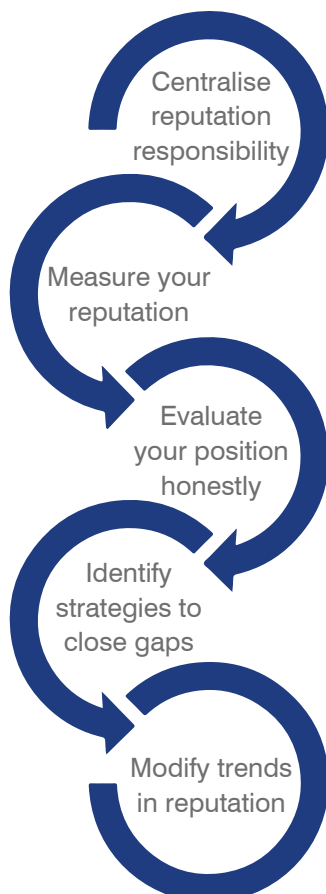 Centralise
reputation
responsibility
Measure your
reputation
Evaluate
your position
honestly
Identify
strategies to
close gaps
Modify trends
in reputation